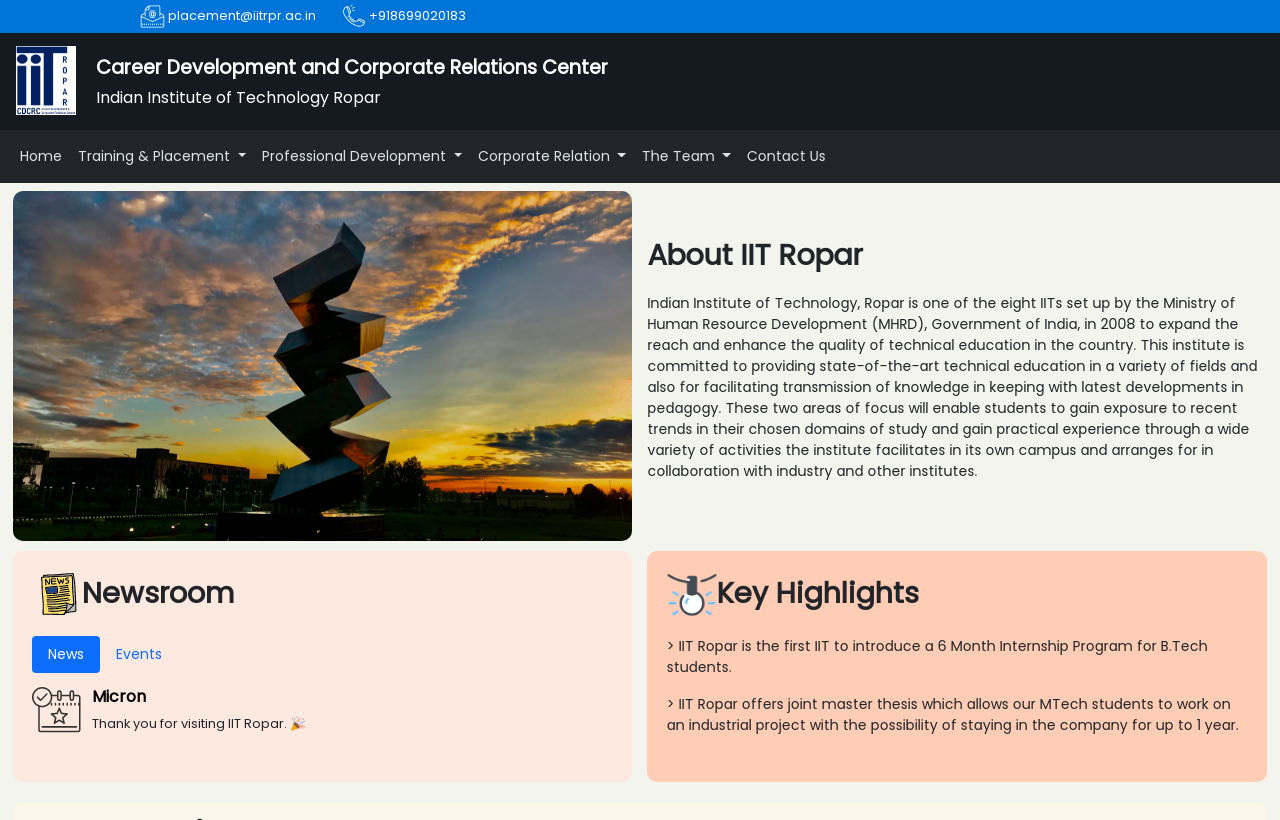 placement@iitrpr.ac.in +918699020183
iiT ROPAR
CDCRC
Career Development and Corporate Relations Center
Indian Institute of Technology Ropar
Home Training & Placement Professional Development Corporate Relation The Team Contact Us
About IIT Ropar
Indian Institute of Technology, Ropar is one of the eight IITs set up by the Ministry of
Human Resource Development (MHRD), Government of India, in 2008 to expand the
reach and enhance the quality of technical education in the country. This institute is
committed to providing state-of-the-art technical education in a variety of fields and
also for facilitating transmission of knowledge in keeping with latest developments in
pedagogy. These two areas of focus will enable students to gain exposure to recent
trends in their chosen domains of study and gain practical experience through a wide
variety of activities the institute facilitates in its own campus and arranges for in
collaboration with industry and other institutes.
NEWS
Newsroom
News Events
Micron
Thank you for visiting IIT Ropar. 🎉
Key Highlights
> IIT Ropar is the first IIT to introduce a 6 Month Internship Program for B.Tech
students.
> IIT Ropar offers joint master thesis which allows our MTech students to work on
an industrial project with the possibility of staying in the company for up to 1 year.